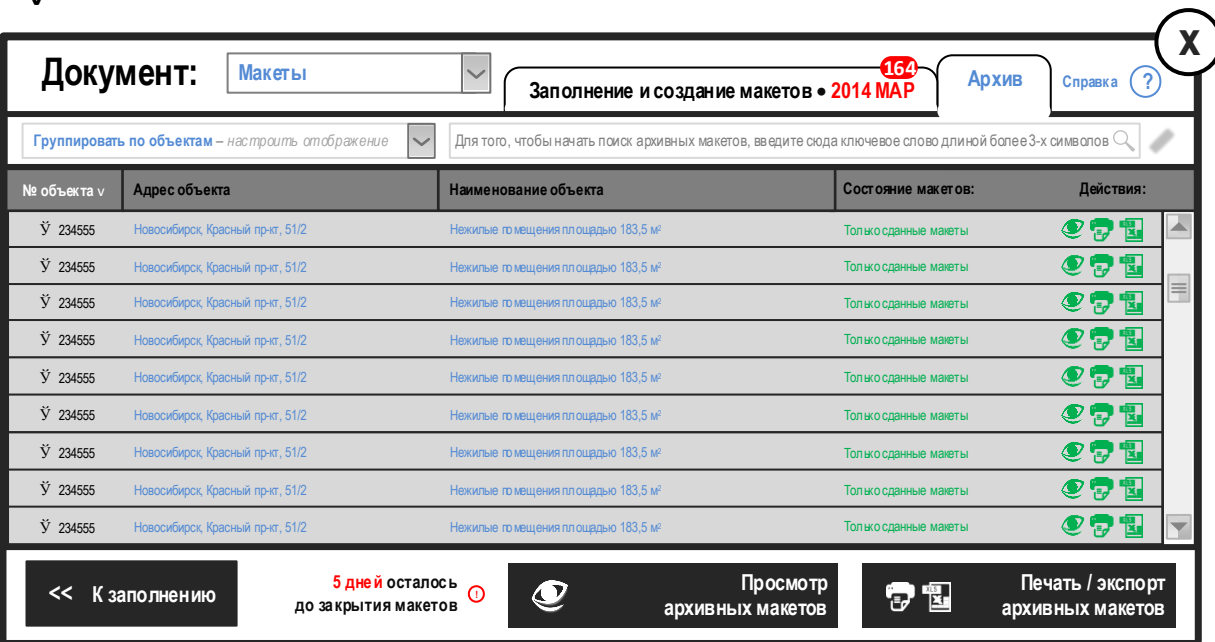 X
Документ:
Макеты
Заполнение и создание макетов • 2014 МАР
164
Архив
Справка ?
Группировать по объектам – настроить отображение
Для того, чтобы начать поиск архивных макетов, введите сюда ключевое слово длиной более 3-х символов
№ объекта v Адрес объекта Наименование объекта Состояние макетов: Действия:
Ў 234555 Новосибирск, Красный пр-кт, 51/2 Нежилые помещения площадью 183,5 м² Только сданные макеты
Ў 234555 Новосибирск, Красный пр-кт, 51/2 Нежилые помещения площадью 183,5 м² Только сданные макеты
Ў 234555 Новосибирск, Красный пр-кт, 51/2 Нежилые помещения площадью 183,5 м² Только сданные макеты
Ў 234555 Новосибирск, Красный пр-кт, 51/2 Нежилые помещения площадью 183,5 м² Только сданные макеты
Ў 234555 Новосибирск, Красный пр-кт, 51/2 Нежилые помещения площадью 183,5 м² Только сданные макеты
Ў 234555 Новосибирск, Красный пр-кт, 51/2 Нежилые помещения площадью 183,5 м² Только сданные макеты
Ў 234555 Новосибирск, Красный пр-кт, 51/2 Нежилые помещения площадью 183,5 м² Только сданные макеты
Ў 234555 Новосибирск, Красный пр-кт, 51/2 Нежилые помещения площадью 183,5 м² Только сданные макеты
Ў 234555 Новосибирск, Красный пр-кт, 51/2 Нежилые помещения площадью 183,5 м² Только сданные макеты
<< К заполнению
5 дней осталось
до закрытия макетов
Просмотр
архивных макетов
XLS
Печать / экспорт
архивных макетов